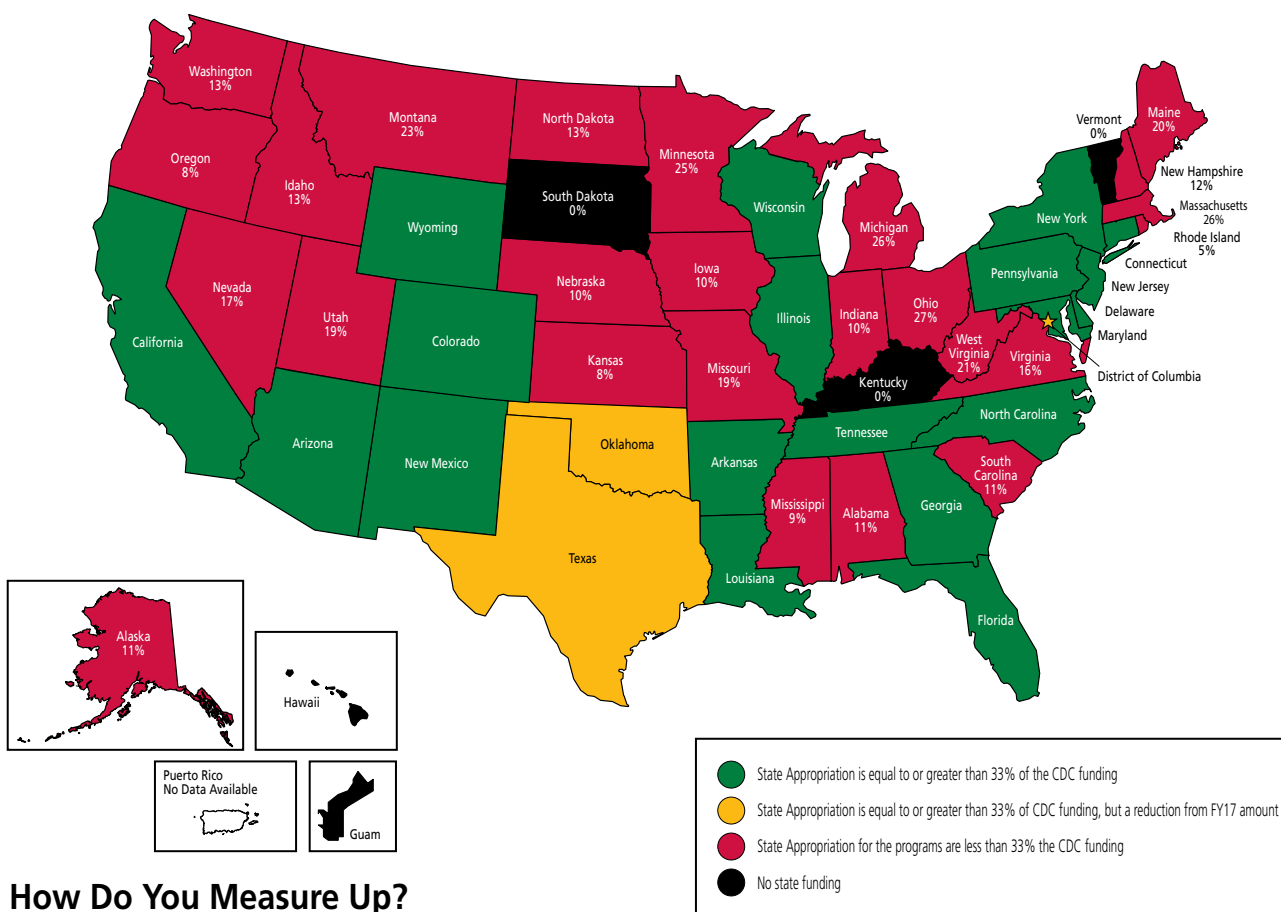 Washington
13%
Oregon
8%
Idaho
13%
Montana
23%
North Dakota
13%
Minnesota
25%
South Dakota
0%
Wyoming
Wisconsin
Michigan
26%
Vermont
0%
Maine
20%
New Hampshire
12%
Massachusetts
26%
Rhode Island
5%
Connecticut
New York
Pennsylvania
New Jersey
Delaware
Maryland
District of Columbia
California
Nevada
17%
Utah
19%
Colorado
Nebraska
10%
Iowa
10%
Illinois
Indiana
10%
Ohio
27%
West
Virginia
21%
Virginia
16%
Kansas
8%
Missouri
19%
Kentucky
0%
Tennessee
North Carolina
South
Carolina
11%
Arizona
New Mexico
Oklahoma
Arkansas
Mississippi
9%
Alabama
11%
Georgia
Texas
Louisiana
Florida
Alaska
11%
Hawaii
Puerto Rico
No Data Available
Guam
State Appropriation is equal to or greater than 33% of the CDC funding
State Appropriation is equal to or greater than 33% of CDC funding, but a reduction from FY17 amount
State Appropriation for the programs are less than 33% the CDC funding
No state funding
How Do You Measure Up?